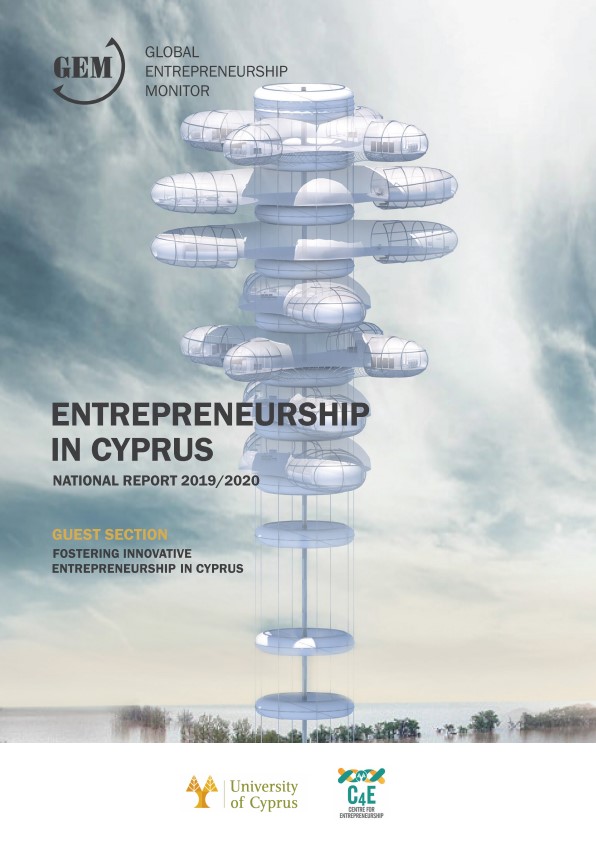 GEM
GLOBAL
ENTREPRENEURSHIP
MONITOR
ENTREPRENEURSHIP
IN CYPRUS
NATIONAL REPORT 2019/2020
GUEST SECTION
FOSTERING INNOVATIVE
ENTREPRENEURSHIP IN CYPRUS
University
of Cyprus
C4E
CENTRE FOR
ENTREPRENEURSHIP